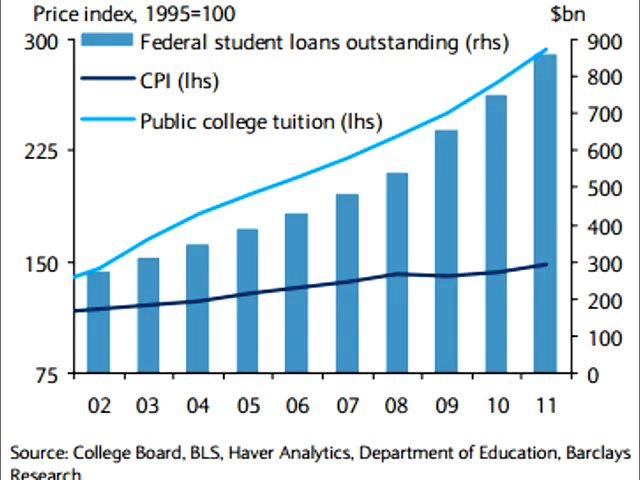 Price index, 1995=100 $bn
300 Federal student loans outstanding (rhs) 900
CPI (lhs) 800
Public college tuition (lhs) 700
225 600
500
400
150 300
200
100
75 0
02 03 04 05 06 07 08 09 10 11
Source: College Board, BLS, Haver Analytics, Department of Education, Barclays
Research